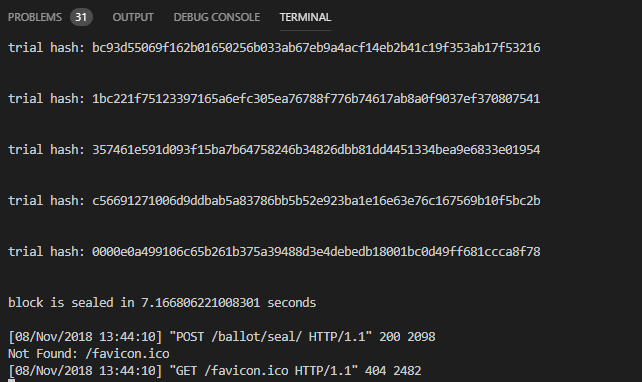 PROBLEMS 31 OUTPUT DEBUG CONSOLE TERMINAL
trial hash: bc93d55069f162b01650256b033ab67eb9a4acf14eb2b41c19f353ab17f53216
trial hash: 1bc221f75123397165a6efc305ea76788f776b74617ab8a0f9037ef370807541
trial hash: 357461e591d093f15ba7b64758246b34826dbb81dd4451334bea9e6833e01954
trial hash: c56691271006d9ddbab5a83786bb5b52e923ba1e16e63e76c167569b10f5bc2b
trial hash: 0000e0a499106c65b261b375a39488d3e4debedb18001bc0d49ff681ccca8f78
block is sealed in 7.166806221008301 seconds
[08/Nov/2018 13:44:10] "POST /ballot/seal/ HTTP/1.1" 200 2098
Not Found: /favicon.ico
[08/Nov/2018 13:44:10] "GET /favicon.ico HTTP/1.1" 404 2482